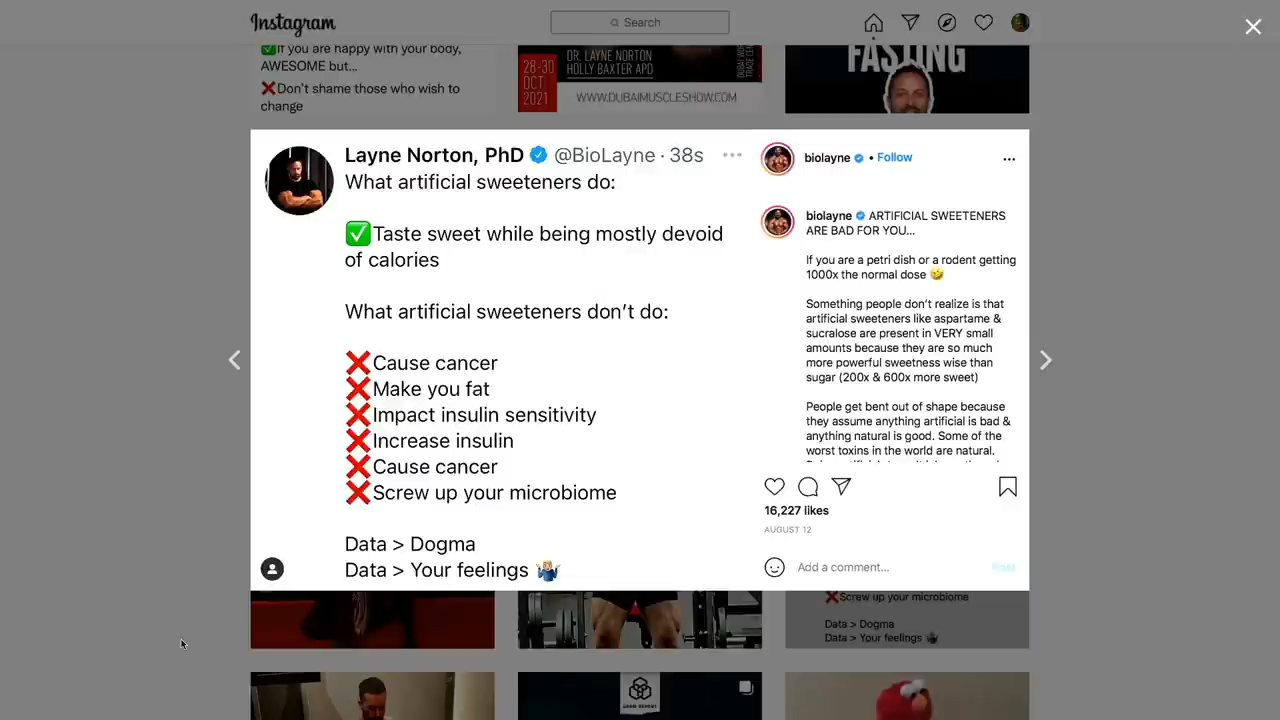 Instagram
Search
✅If you are happy with your body,
AWESOME but...
❌Don't shame those who wish to
change
28-30
OCT
2021
DR. LAYNE NORTON
HOLLY BAXTER APD
DUBAI WORLD
TRADE CENTRE
WWW.DUBAIMUSCLESHOW.COM
FASTING
Layne Norton, PhD @BioLayne · 38s
What artificial sweeteners do:
✅Taste sweet while being mostly devoid
of calories
What artificial sweeteners don't do:
❌Cause cancer
❌Make you fat
❌Impact insulin sensitivity
❌Increase insulin
❌Cause cancer
❌Screw up your microbiome
Data > Dogma
Data > Your feelings 🤷🏼‍♂️
biolayne • Follow
biolayne ARTIFICIAL SWEETENERS
ARE BAD FOR YOU...
If you are a petri dish or a rodent getting
1000x the normal dose 🤣
Something people don't realize is that
artificial sweeteners like aspartame &
sucralose are present in VERY small
amounts because they are so much
more powerful sweetness wise than
sugar (200x & 600x more sweet)
People get bent out of shape because
they assume anything artificial is bad &
anything natural is good. Some of the
worst toxins in the world are natural.
16,227 likes
AUGUST 12
Add a comment...
Post
❌Screw up your microbiome
Data > Dogma
Data > Your feelings 🤷🏼‍♂️